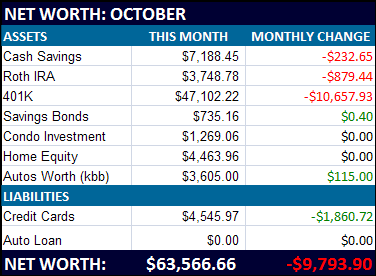 NET WORTH: OCTOBER
ASSETS THIS MONTH MONTHLY CHANGE
Cash Savings $7,188.45 -$232.65
Roth IRA $3,748.78 -$879.44
401K $47,102.22 -$10,657.93
Savings Bonds $735.16 $0.40
Condo Investment $1,269.06 $0.00
Home Equity $4,463.96 $0.00
Autos Worth (kbb) $3,605.00 $115.00
LIABILITIES
Credit Cards $4,545.97 -$1,860.72
Auto Loan $0.00 $0.00
NET WORTH: $63,566.66 -$9,793.90